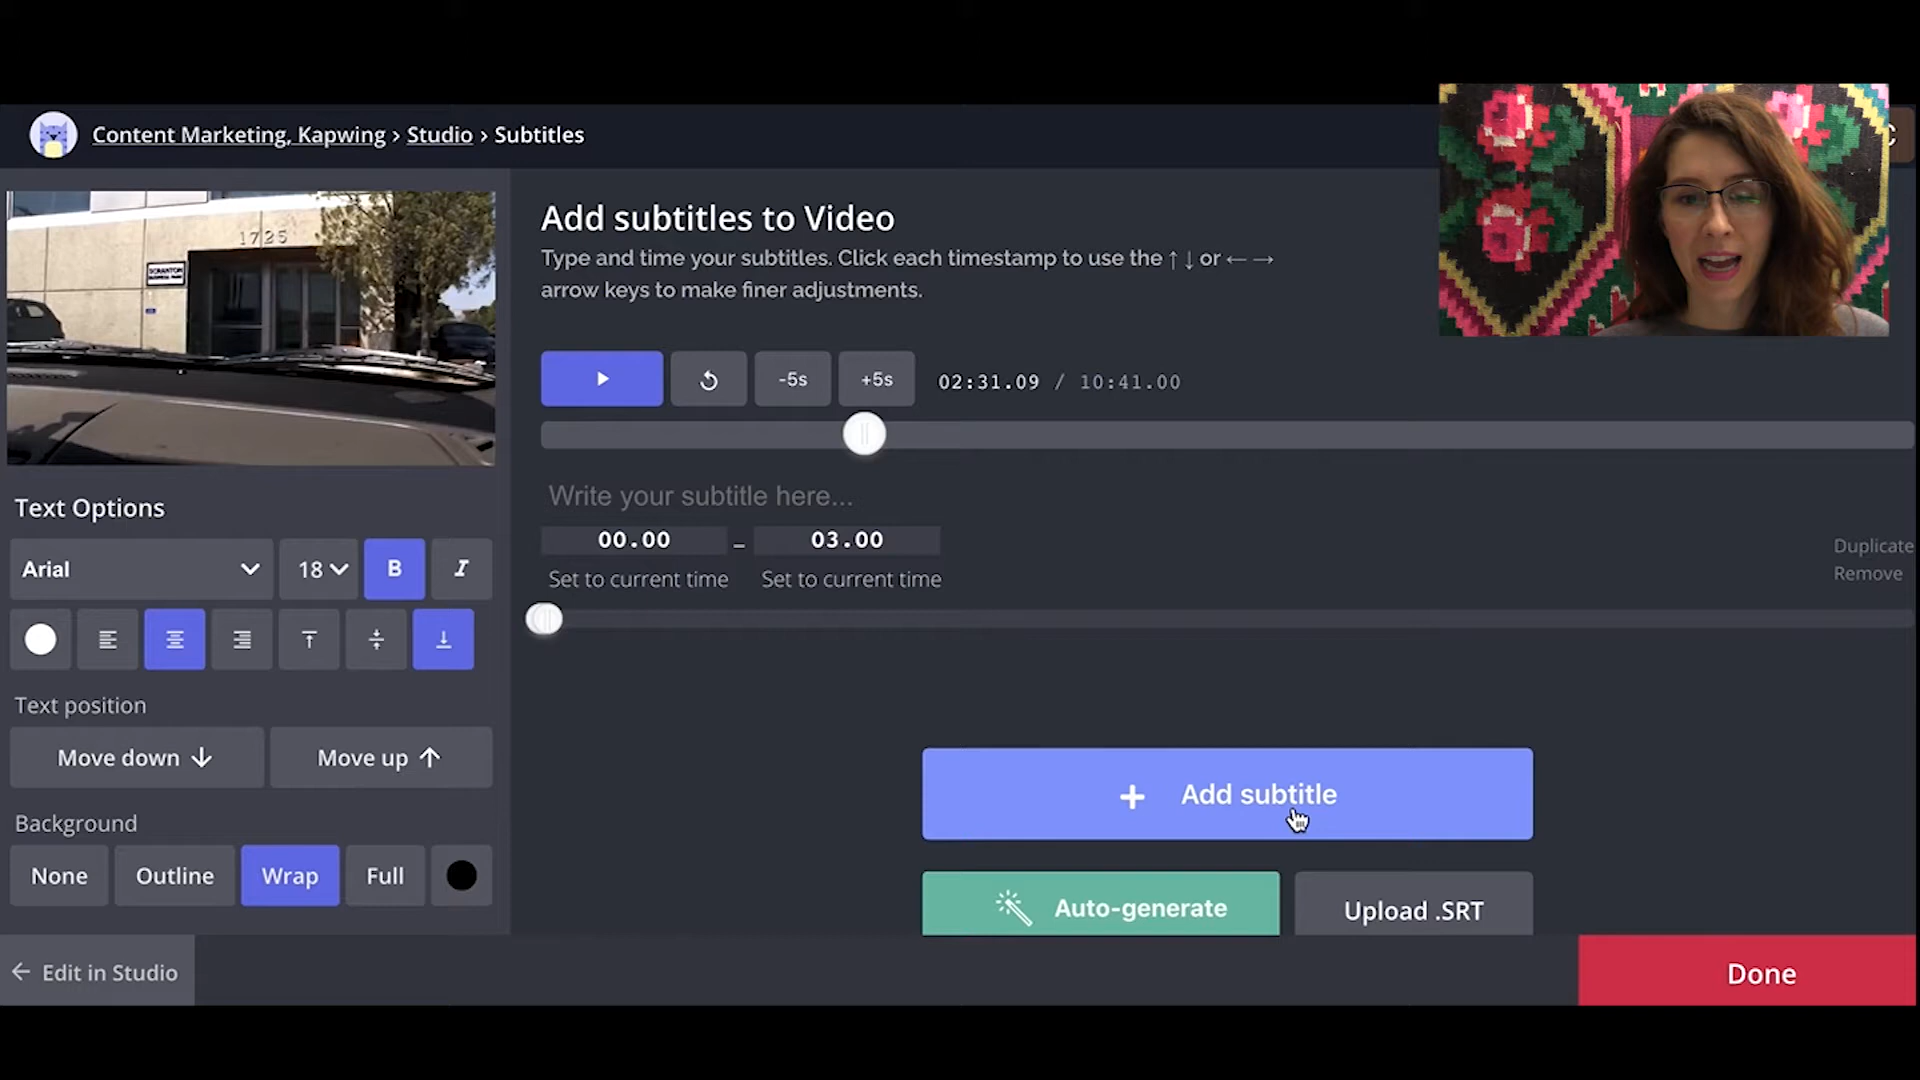 Content Marketing, Kapwing › Studio › Subtitles
1725
SCRANTON
BUSINESS PARK
Add subtitles to Video
Type and time your subtitles. Click each timestamp to use the ↑ ↓ or ← →
arrow keys to make finer adjustments.
-5s
+5s
02:31.09 / 10:41.00
Write your subtitle here...
00.00 – 03.00
Set to current time
Set to current time
Duplicate
Remove
Text Options
Arial
18
B
I
Text position
Move down ↓
Move up ↑
Background
None
Outline
Wrap
Full
+ Add subtitle
Auto-generate
Upload .SRT
← Edit in Studio
Done